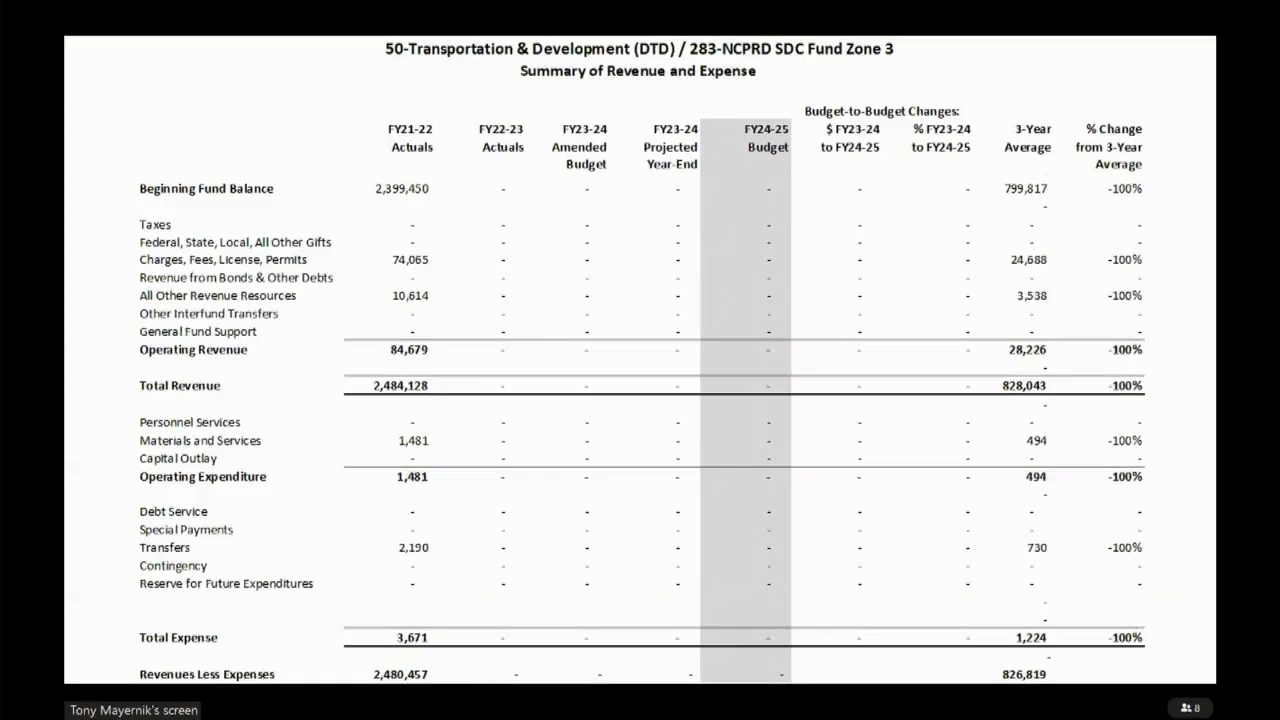 50-Transportation & Development (DTD) / 283-NCPRD SDC Fund Zone 3
Summary of Revenue and Expense
Budget-to-Budget Changes:
FY21-22 FY22-23 FY23-24 FY23-24 FY24-25 $ FY23-24 % FY23-24 3-Year % Change
Actuals Actuals Amended Projected Budget to FY24-25 to FY24-25 Average from 3-Year
Budget Year-End Average
Beginning Fund Balance 2,399,450 - - - - - - 799,817 -100%
-
Taxes - - - - - - - - -
Federal, State, Local, All Other Gifts - - - - - - - - -
Charges, Fees, License, Permits 74,065 - - - - - - 24,688 -100%
Revenue from Bonds & Other Debts - - - - - - - - -
All Other Revenue Resources 10,614 - - - - - - 3,538 -100%
Other Interfund Transfers - - - - - - - - -
General Fund Support - - - - - - - - -
Operating Revenue 84,679 - - - - - - 28,226 -100%
-
Total Revenue 2,484,128 - - - - - - 828,043 -100%
-
Personnel Services - - - - - - - - -
Materials and Services 1,481 - - - - - - 494 -100%
Capital Outlay - - - - - - - - -
Operating Expenditure 1,481 - - - - - - 494 -100%
-
Debt Service - - - - - - - - -
Special Payments - - - - - - - - -
Transfers 2,190 - - - - - - 730 -100%
Contingency - - - - - - - - -
Reserve for Future Expenditures - - - - - - - - -
-
-
Total Expense 3,671 - - - - - - 1,224 -100%
-
Revenues Less Expenses 2,480,457 - - - - 826,819
Tony Mayernik's screen
8